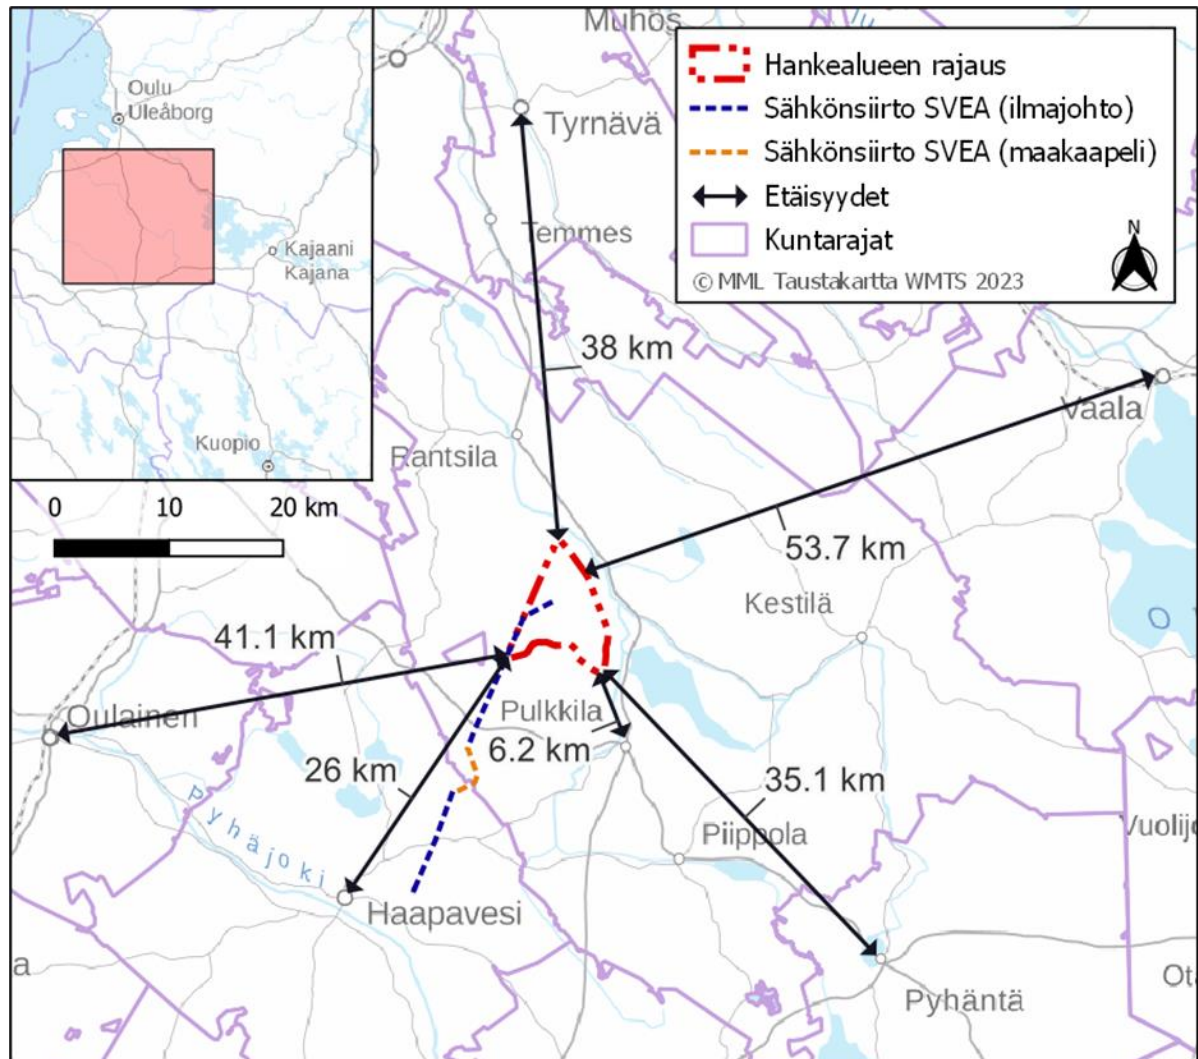 Muhos
Oulu
Uleåborg
Kajaani
Kajana
Kuopio
Hankealueen rajaus
Sähkönsiirto SVEA (ilmajohto)
Sähkönsiirto SVEA (maakaapeli)
Etäisyydet
Kuntarajat
© MML Taustakartta WMTS 2023
N
Tyrnävä
Temmes
38 km
Vaala
Rantsila
0 10 20 km
53.7 km
Kestilä
41.1 km
Oulainen
Pulkkila
6.2 km
26 km
35.1 km
Pyhäjoki
Piippola
Vuolijo
Haapavesi
a
Ota
Pyhäntä